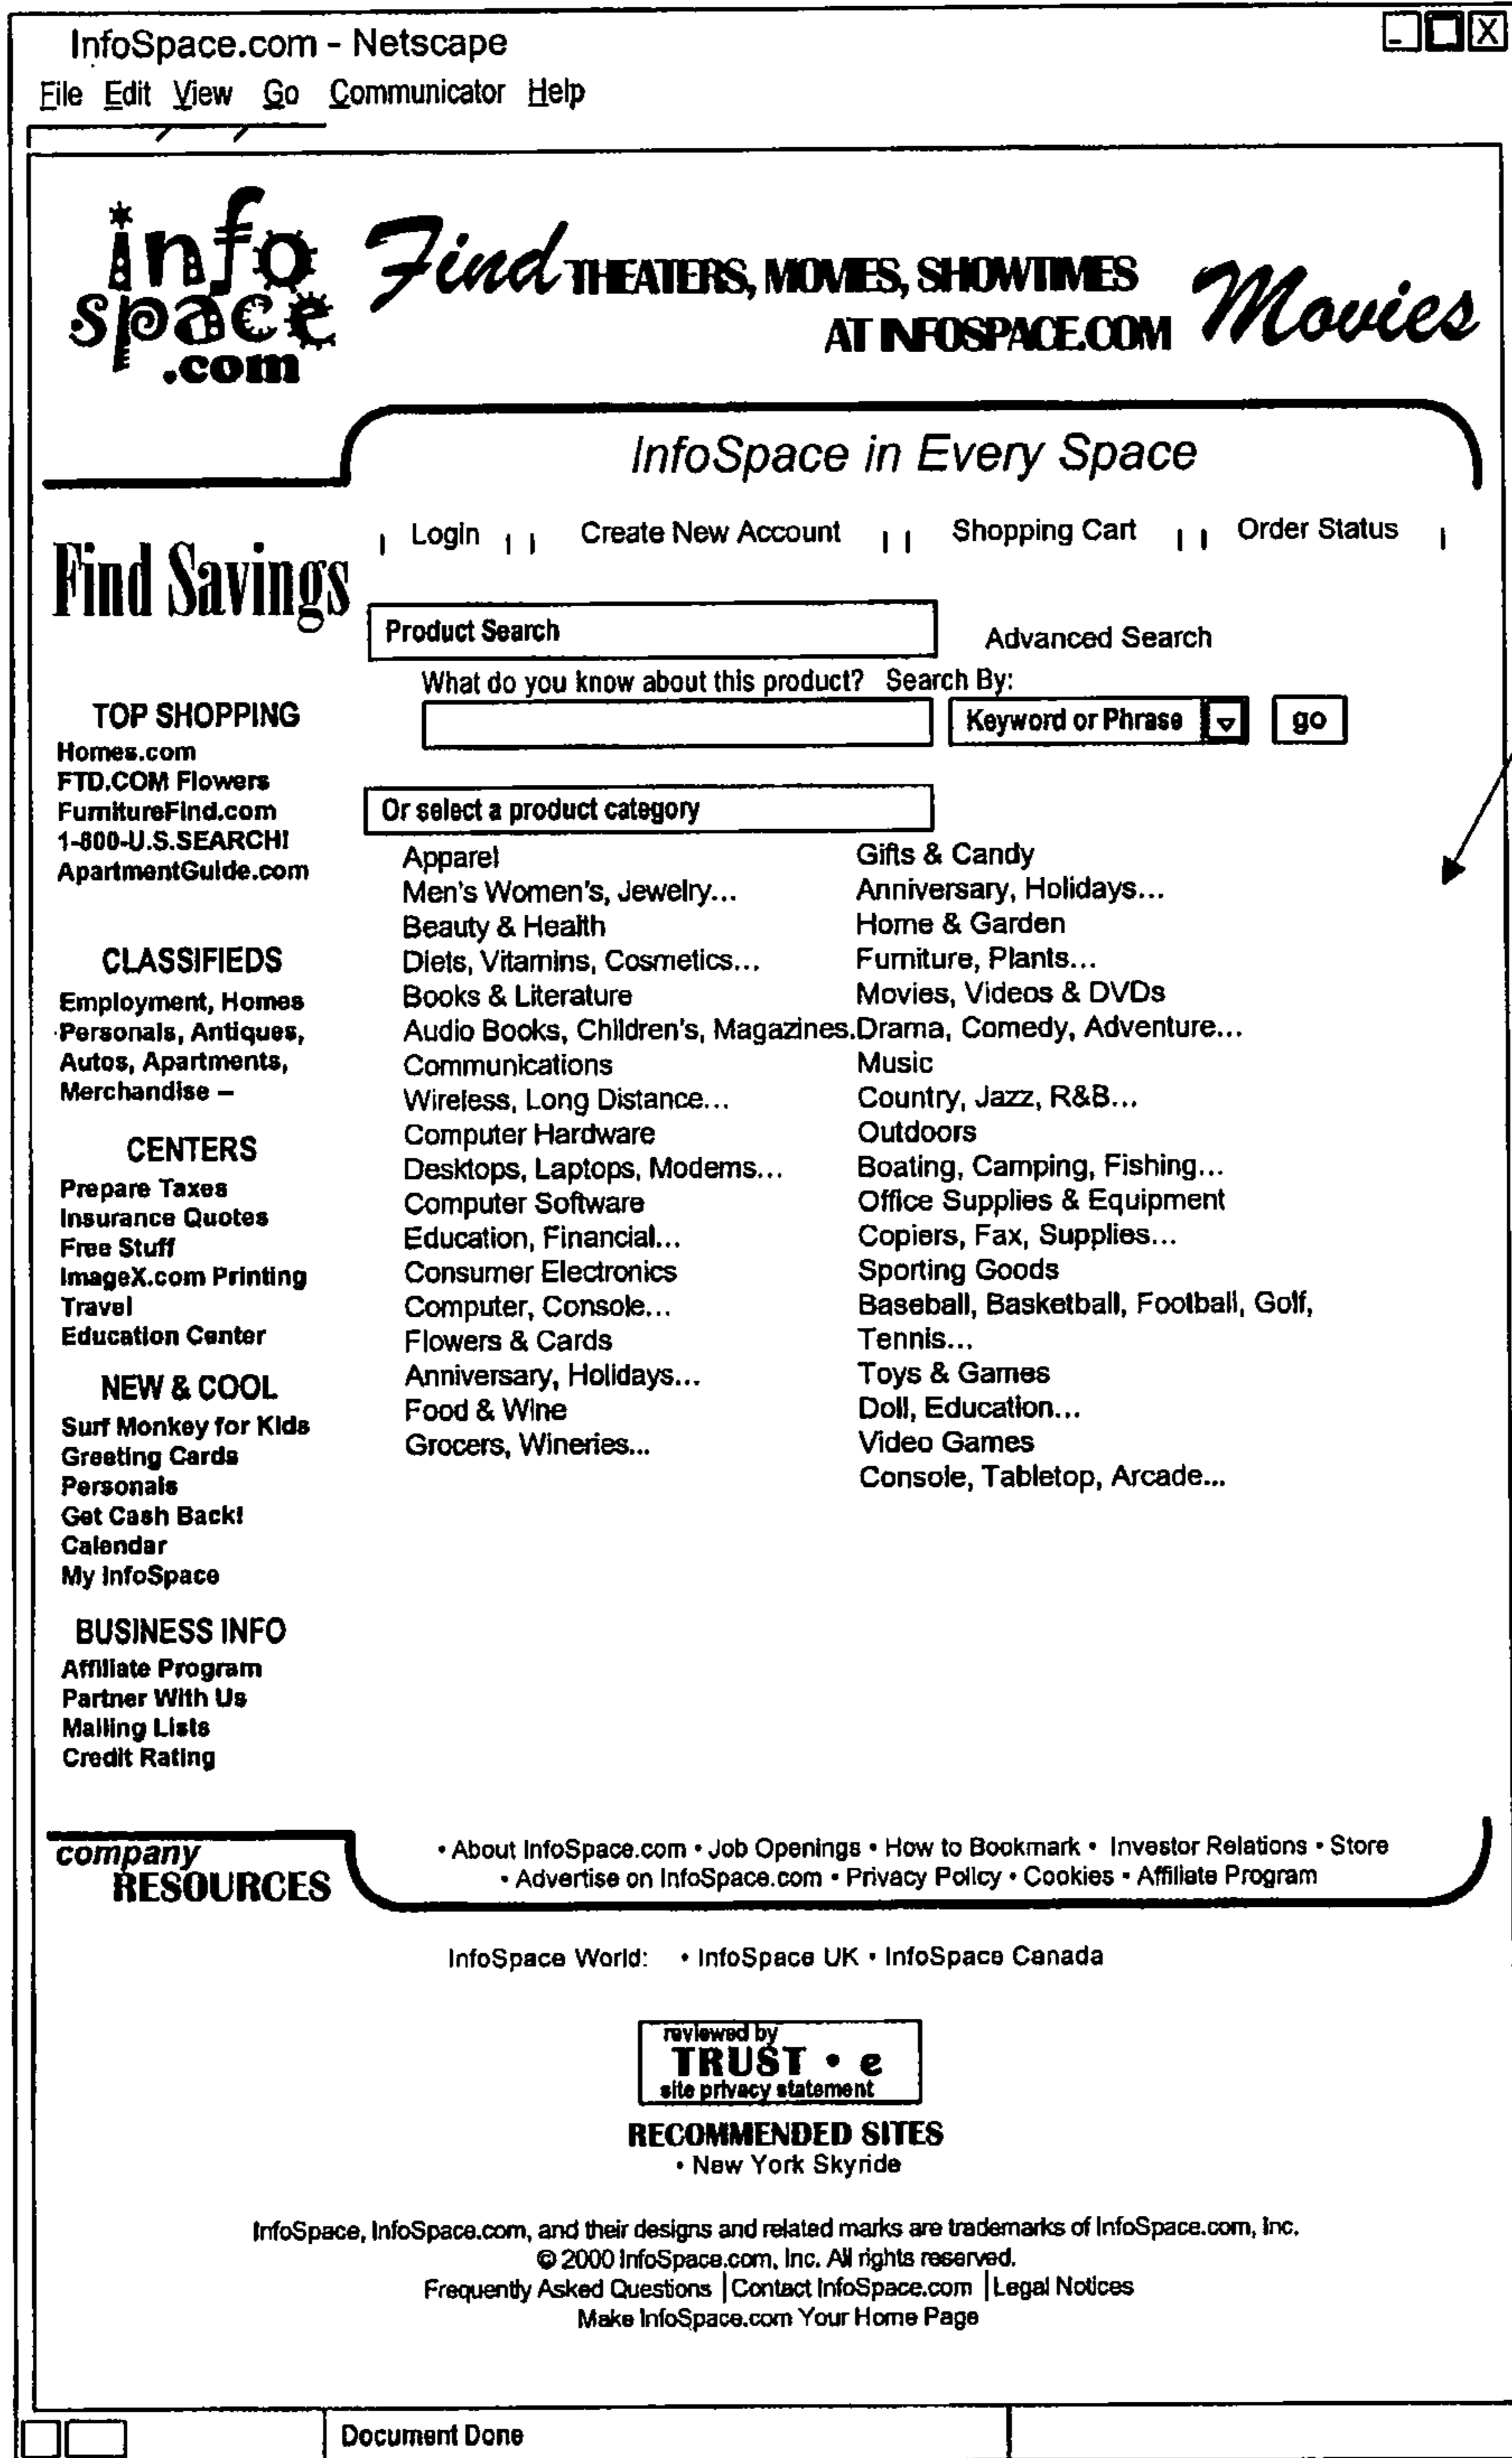 InfoSpace.com - Netscape
File Edit View Go Communicator Help
info
space
.com
Find THEATERS, MOVIES, SHOWTIMES
AT INFOSPACE.COM Movies
InfoSpace in Every Space
Find Savings
Login Create New Account Shopping Cart Order Status
Product Search
Advanced Search
What do you know about this product? Search By:
Keyword or Phrase go
Or select a product category
TOP SHOPPING
Homes.com
FTD.COM Flowers
FurnitureFind.com
1-800-U.S.SEARCH!
ApartmentGuide.com
CLASSIFIEDS
Employment, Homes
Personals, Antiques,
Autos, Apartments,
Merchandise –
CENTERS
Prepare Taxes
Insurance Quotes
Free Stuff
ImageX.com Printing
Travel
Education Center
NEW & COOL
Surf Monkey for Kids
Greeting Cards
Personals
Get Cash Back!
Calendar
My InfoSpace
BUSINESS INFO
Affiliate Program
Partner With Us
Mailing Lists
Credit Rating
Apparel
Men's Women's, Jewelry...
Beauty & Health
Diets, Vitamins, Cosmetics...
Books & Literature
Audio Books, Children's, Magazines.
Communications
Wireless, Long Distance...
Computer Hardware
Desktops, Laptops, Modems...
Computer Software
Education, Financial...
Consumer Electronics
Computer, Console...
Flowers & Cards
Anniversary, Holidays...
Food & Wine
Grocers, Wineries...
Gifts & Candy
Anniversary, Holidays...
Home & Garden
Furniture, Plants...
Movies, Videos & DVDs
Drama, Comedy, Adventure...
Music
Country, Jazz, R&B...
Outdoors
Boating, Camping, Fishing...
Office Supplies & Equipment
Copiers, Fax, Supplies...
Sporting Goods
Baseball, Basketball, Football, Golf,
Tennis...
Toys & Games
Doll, Education...
Video Games
Console, Tabletop, Arcade...
company
RESOURCES
• About InfoSpace.com • Job Openings • How to Bookmark • Investor Relations • Store
• Advertise on InfoSpace.com • Privacy Policy • Cookies • Affiliate Program
InfoSpace World: • InfoSpace UK • InfoSpace Canada
reviewed by
TRUST • e
site privacy statement
RECOMMENDED SITES
• New York Skyride
InfoSpace, InfoSpace.com, and their designs and related marks are trademarks of InfoSpace.com, Inc.
© 2000 InfoSpace.com, Inc. All rights reserved.
Frequently Asked Questions | Contact InfoSpace.com | Legal Notices
Make InfoSpace.com Your Home Page
Document Done